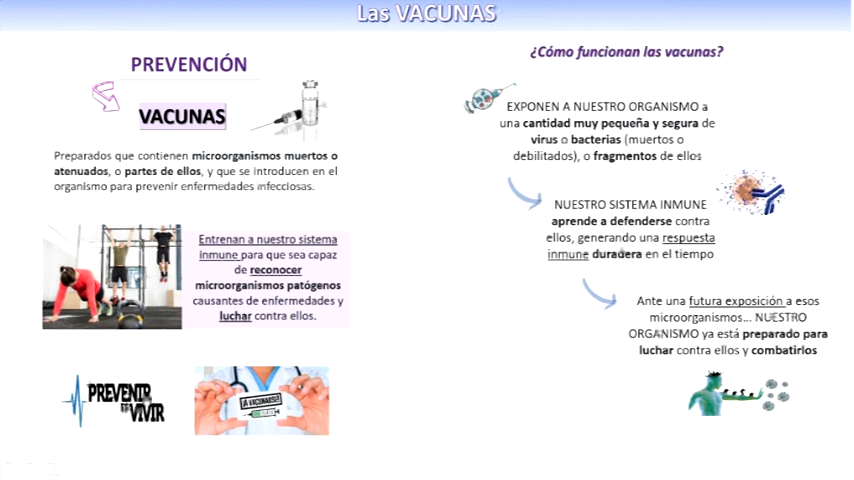 Las VACUNAS
PREVENCIÓN
VACUNAS
Preparados que contienen microorganismos muertos o
atenuados, o partes de ellos, y que se introducen en el
organismo para prevenir enfermedades infecciosas.
Entrenan a nuestro sistema
inmune para que sea capaz
de reconocer
microorganismos patógenos
causantes de enfermedades y
luchar contra ellos.
PREVENIR
ES
VIVIR
¡A VACUNARSE!
¿Cómo funcionan las vacunas?
EXPONEN A NUESTRO ORGANISMO a
una cantidad muy pequeña y segura de
virus o bacterias (muertos o
debilitados), o fragmentos de ellos
NUESTRO SISTEMA INMUNE
aprende a defenderse contra
ellos, generando una respuesta
inmune duradera en el tiempo
Ante una futura exposición a esos
microorganismos... NUESTRO
ORGANISMO ya está preparado para
luchar contra ellos y combatirlos